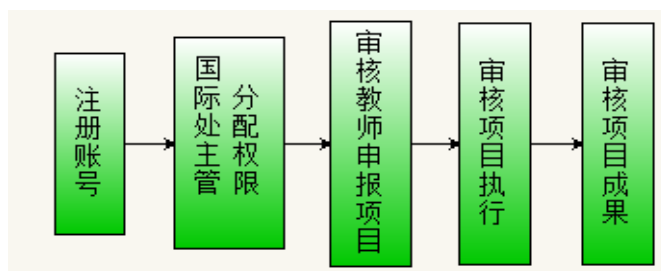 注册账号
国际处主管
分配权限
审核教师申报项目
审核项目执行
审核项目成果